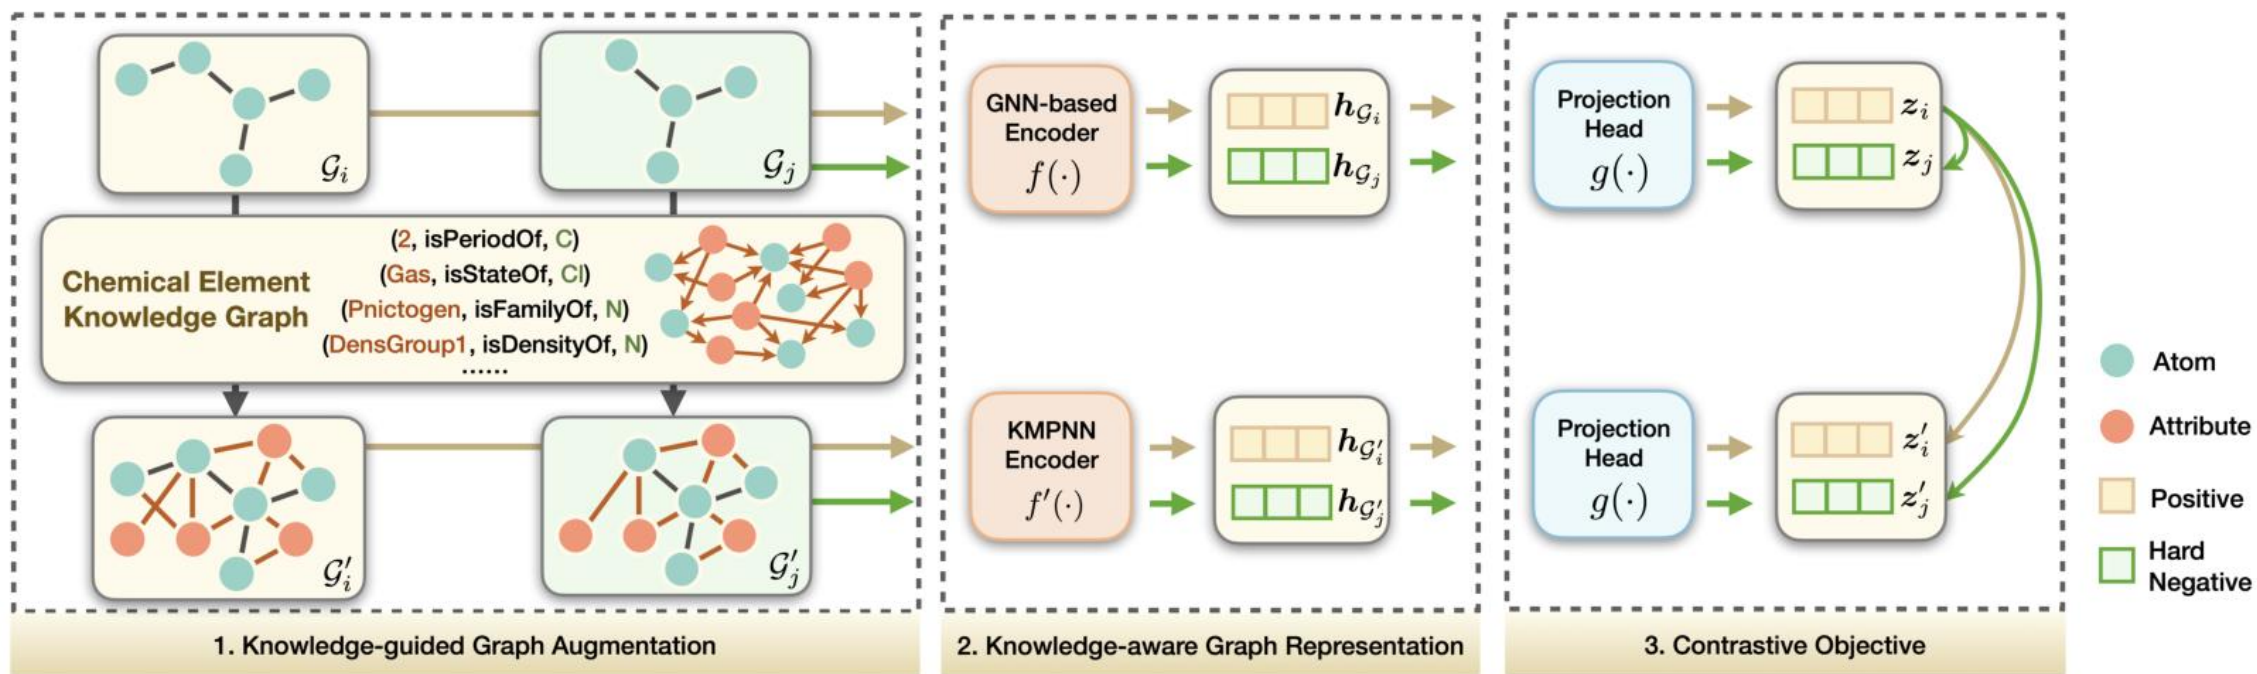 𝒢ᵢ
𝒢ⱼ
Chemical Element
Knowledge Graph
(2, isPeriodOf, C)
(Gas, isStateOf, Cl)
(Pnictogen, isFamilyOf, N)
(DensGroup1, isDensityOf, N)
......
𝒢′ᵢ
𝒢′ⱼ
1. Knowledge-guided Graph Augmentation
GNN-based
Encoder
f(·)
h𝒢ᵢ
h𝒢ⱼ
KMPNN
Encoder
f′(·)
h𝒢′ᵢ
h𝒢′ⱼ
2. Knowledge-aware Graph Representation
Projection
Head
g(·)
zᵢ
zⱼ
Projection
Head
g(·)
z′ᵢ
z′ⱼ
3. Contrastive Objective
Atom
Attribute
Positive
Hard
Negative